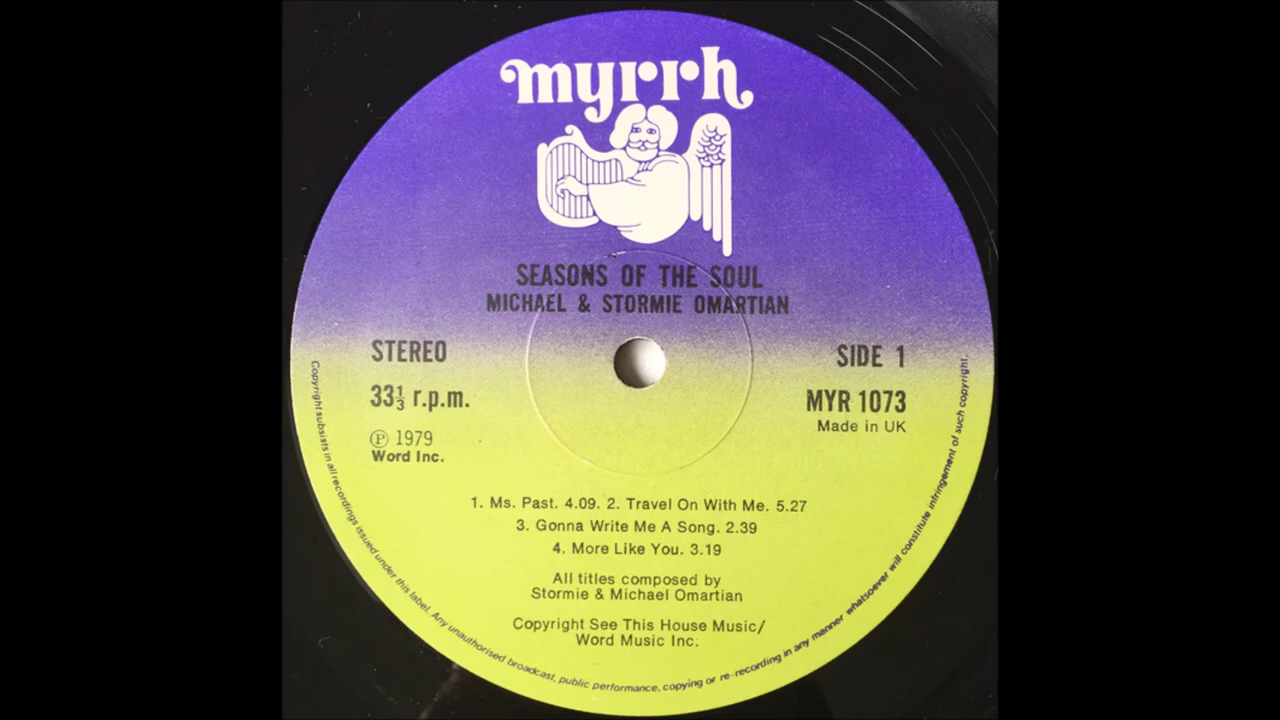 myrrh
SEASONS OF THE SOUL
MICHAEL & STORMIE OMARTIAN
STEREO
SIDE 1
33⅓ r.p.m.
MYR 1073
Made in UK
Ⓟ 1979
Word Inc.
1. Ms. Past. 4.09. 2. Travel On With Me. 5.27
3. Gonna Write Me A Song. 2.39
4. More Like You. 3.19
All titles composed by
Stormie & Michael Omartian
Copyright See This House Music/
Word Music Inc.
Copyright subsists in all recordings issued under this label. Any unauthorised broadcast, public performance, copying or re-recording in any manner whatsoever will constitute infringement of such copyright.